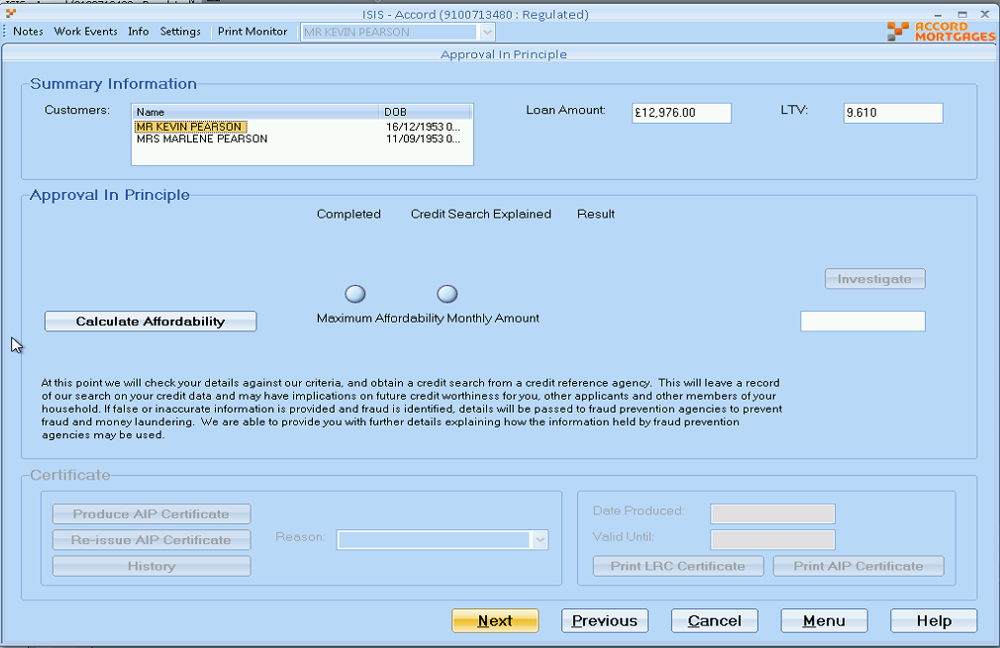 ISIS - Accord (9100713480 : Regulated)
Notes Work Events Info Settings Print Monitor MR KEVIN PEARSON
ACCORD
MORTGAGES
Approval In Principle
Summary Information
Customers:
Name DOB
MR KEVIN PEARSON 16/12/1953 0...
MRS MARLENE PEARSON 11/09/1953 0...
Loan Amount: £12,976.00 LTV: 9.610
Approval In Principle
Completed Credit Search Explained Result
Investigate
Calculate Affordability Maximum Affordability Monthly Amount
At this point we will check your details against our criteria, and obtain a credit search from a credit reference agency. This will leave a record
of our search on your credit data and may have implications on future credit worthiness for you, other applicants and other members of your
household. If false or inaccurate information is provided and fraud is identified, details will be passed to fraud prevention agencies to prevent
fraud and money laundering. We are able to provide you with further details explaining how the information held by fraud prevention
agencies may be used.
Certificate
Produce AIP Certificate
Re-issue AIP Certificate Reason:
History
Date Produced:
Valid Until:
Print LRC Certificate Print AIP Certificate
Next Previous Cancel Menu Help